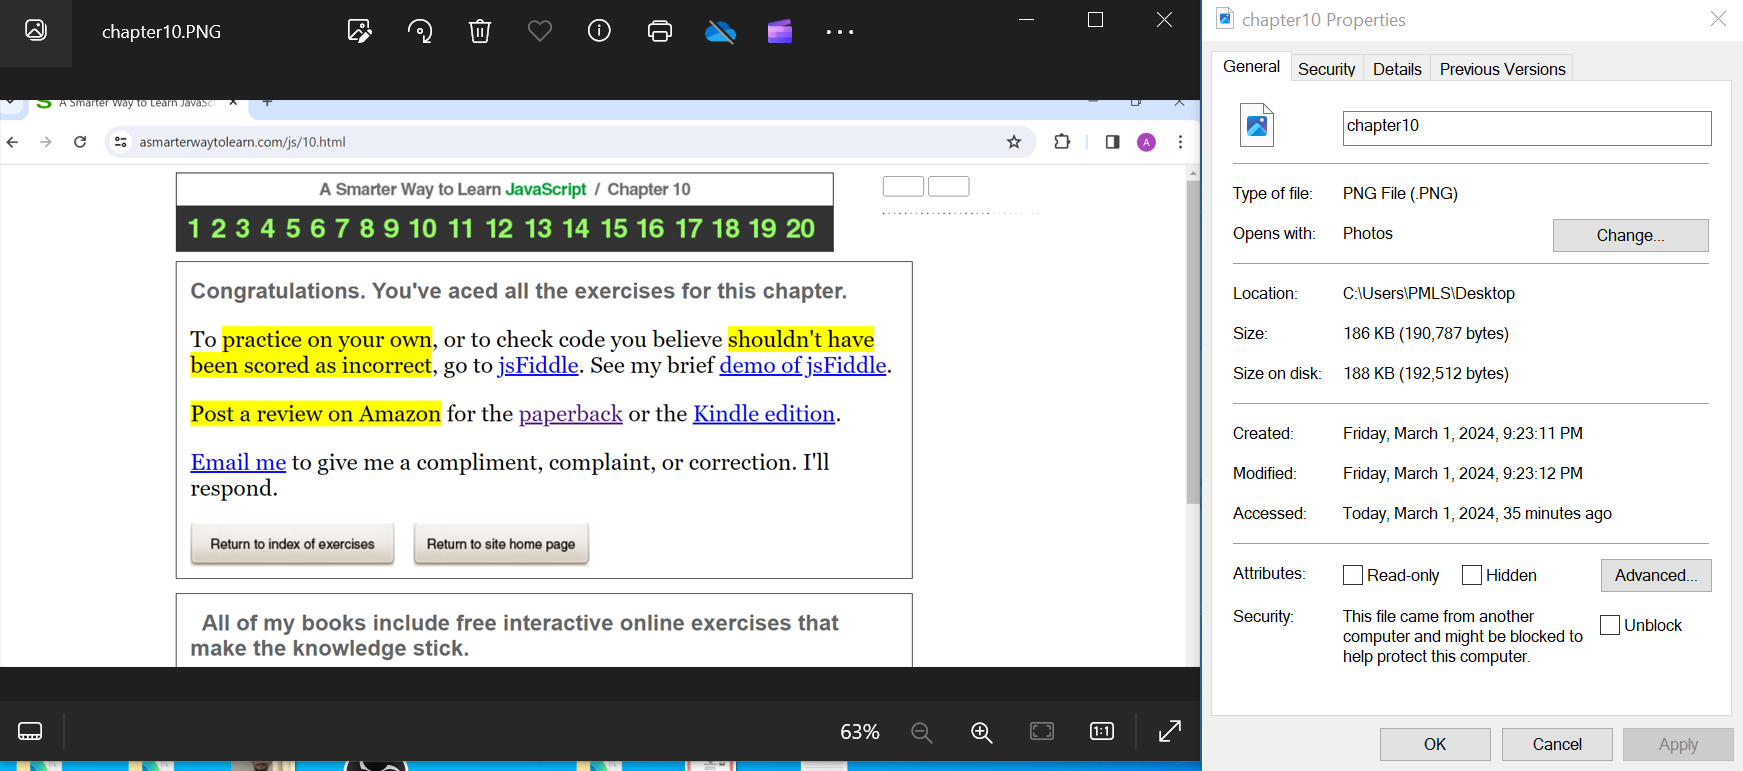 chapter10.PNG
A Smarter Way to Learn JavaSc
asmarterwaytolearn.com/js/10.html
A
A Smarter Way to Learn JavaScript / Chapter 10
1 2 3 4 5 6 7 8 9 10 11 12 13 14 15 16 17 18 19 20
Congratulations. You've aced all the exercises for this chapter.
To practice on your own, or to check code you believe shouldn't have
been scored as incorrect, go to jsFiddle. See my brief demo of jsFiddle.
Post a review on Amazon for the paperback or the Kindle edition.
Email me to give me a compliment, complaint, or correction. I'll
respond.
Return to index of exercises Return to site home page
All of my books include free interactive online exercises that
make the knowledge stick.
63% 1:1
chapter10 Properties
General Security Details Previous Versions
chapter10
Type of file: PNG File (.PNG)
Opens with: Photos Change...
Location: C:\Users\PMLS\Desktop
Size: 186 KB (190,787 bytes)
Size on disk: 188 KB (192,512 bytes)
Created: Friday, March 1, 2024, 9:23:11 PM
Modified: Friday, March 1, 2024, 9:23:12 PM
Accessed: Today, March 1, 2024, 35 minutes ago
Attributes: Read-only Hidden Advanced...
Security: This file came from another
computer and might be blocked to
help protect this computer.
Unblock
OK Cancel Apply